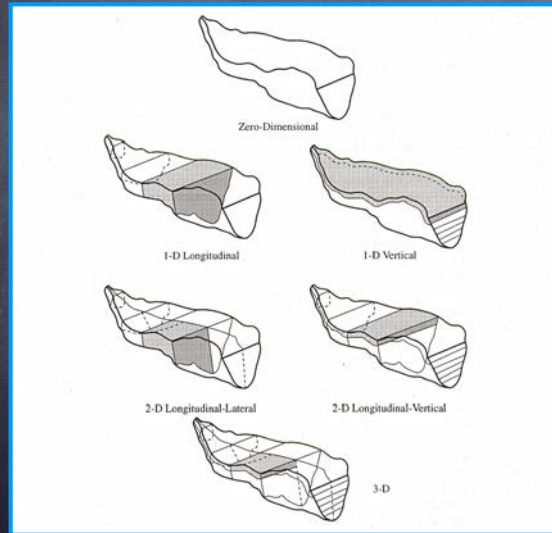 Zero-Dimensional
1-D Longitudinal
1-D Vertical
2-D Longitudinal-Lateral
2-D Longitudinal-Vertical
3-D